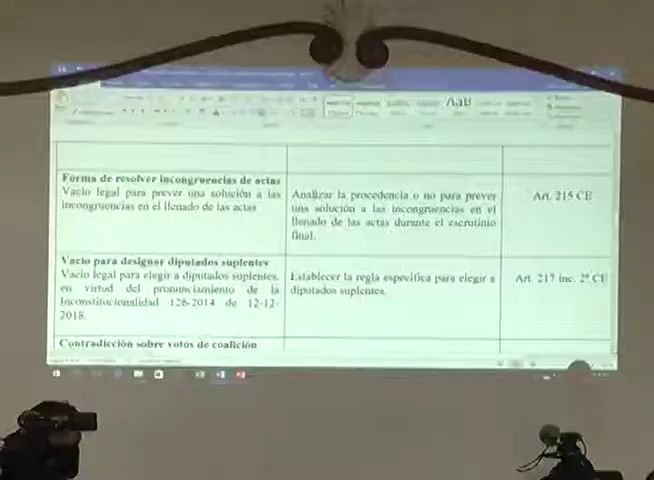 AaB
Forma de resolver incongruencias de actas
Vacío legal para prever una solución a las
incongruencias en el llenado de las actas
Analizar la procedencia o no para prever
una solución a las incongruencias en el
llenado de las actas durante el escrutinio
final.
Art. 215 CE
Vacío para designar diputados suplentes
Vacío legal para elegir a diputados suplentes,
en virtud del pronunciamiento de la
Inconstitucionalidad 126-2014 de 12-12-
2018.
Establecer la regla específica para elegir a
diputados suplentes.
Art. 217 inc. 2º CE
Contradicción sobre votos de coalición